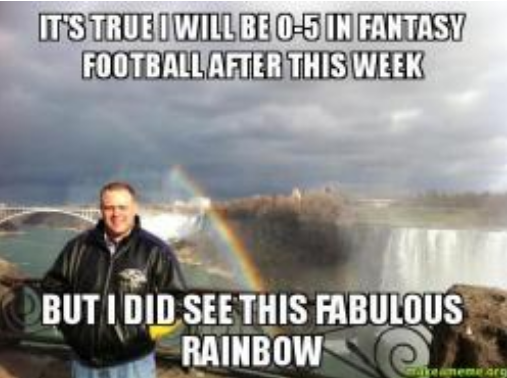 IT'S TRUE I WILL BE 0-5 IN FANTASY
FOOTBALL AFTER THIS WEEK
BUT I DID SEE THIS FABULOUS
RAINBOW
makeameme.org